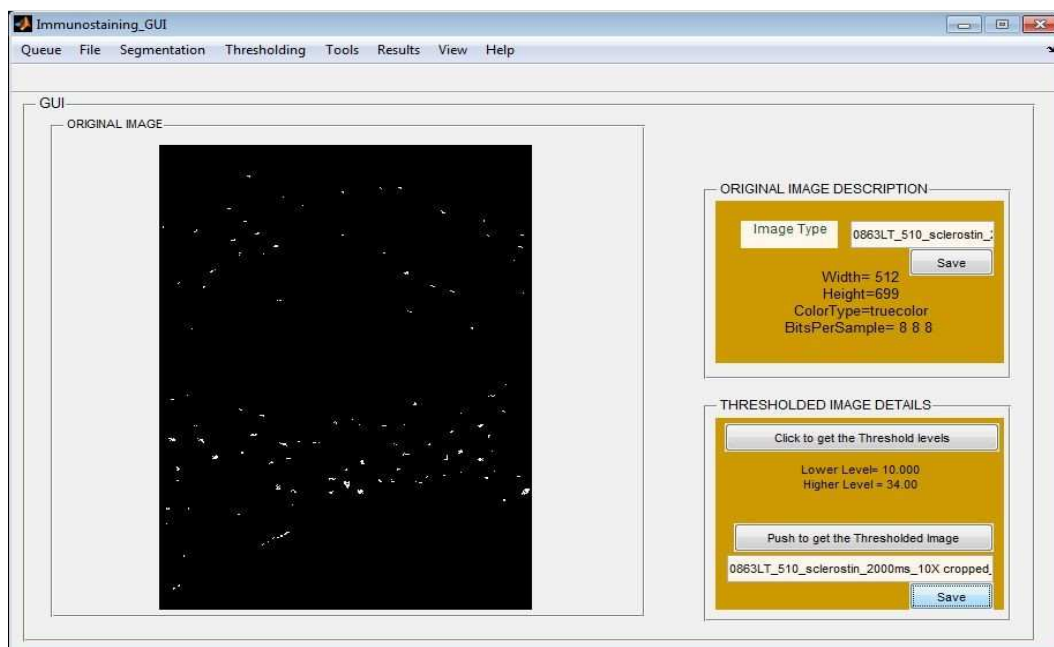 Immunostaining_GUI
Queue File Segmentation Thresholding Tools Results View Help
GUI
ORIGINAL IMAGE
ORIGINAL IMAGE DESCRIPTION
Image Type
0863LT_510_sclerostin_2
Save
Width= 512
Height=699
ColorType=truecolor
BitsPerSample= 8 8 8
THRESHOLDED IMAGE DETAILS
Click to get the Threshold levels
Lower Level= 10.000
Higher Level = 34.00
Push to get the Thresholded Image
0863LT_510_sclerostin_2000ms_10X cropped_
Save